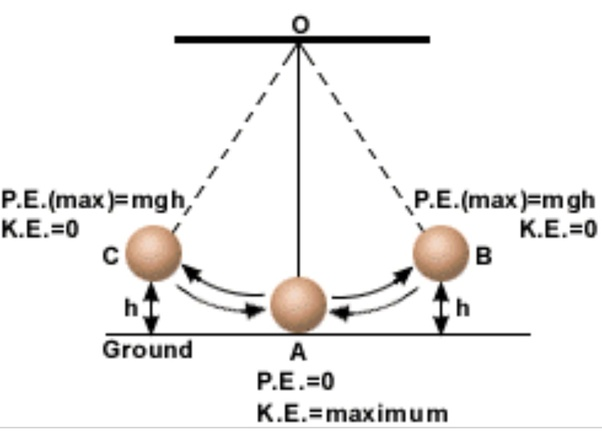 O
P.E.(max)=mgh
K.E.=0
P.E.(max)=mgh
K.E.=0
C
B
h
h
Ground
A
P.E.=0
K.E.=maximum